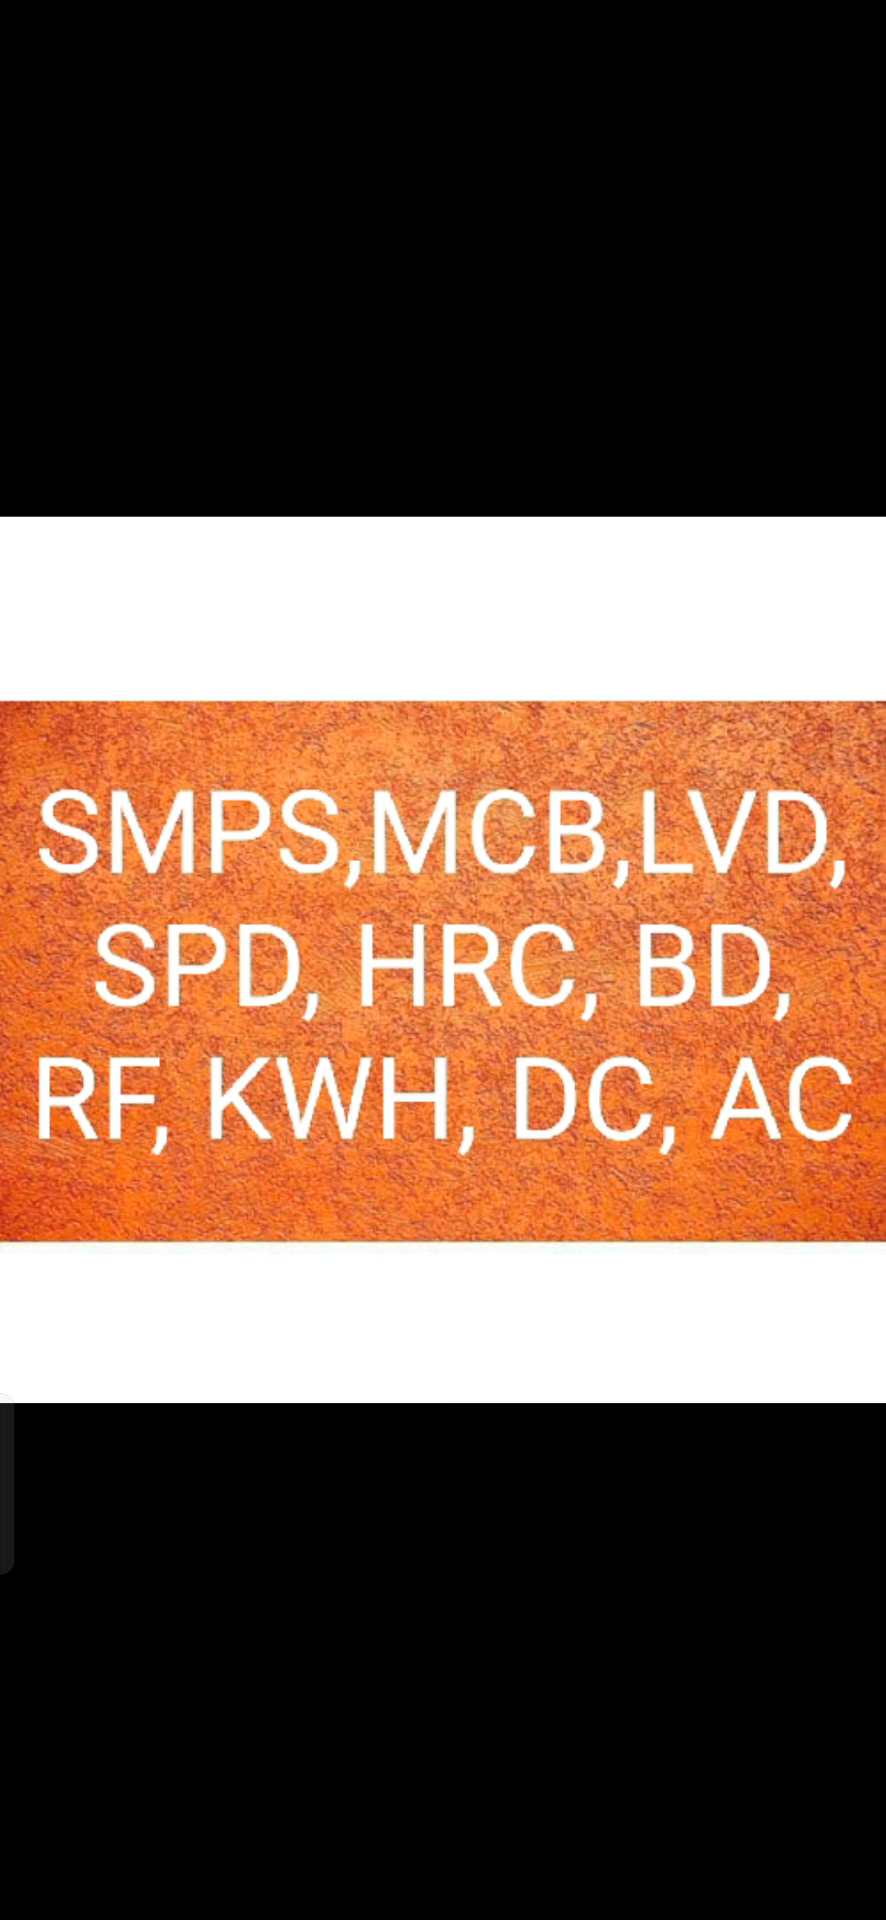 SMPS,MCB,LVD,
SPD, HRC, BD,
RF, KWH, DC, AC